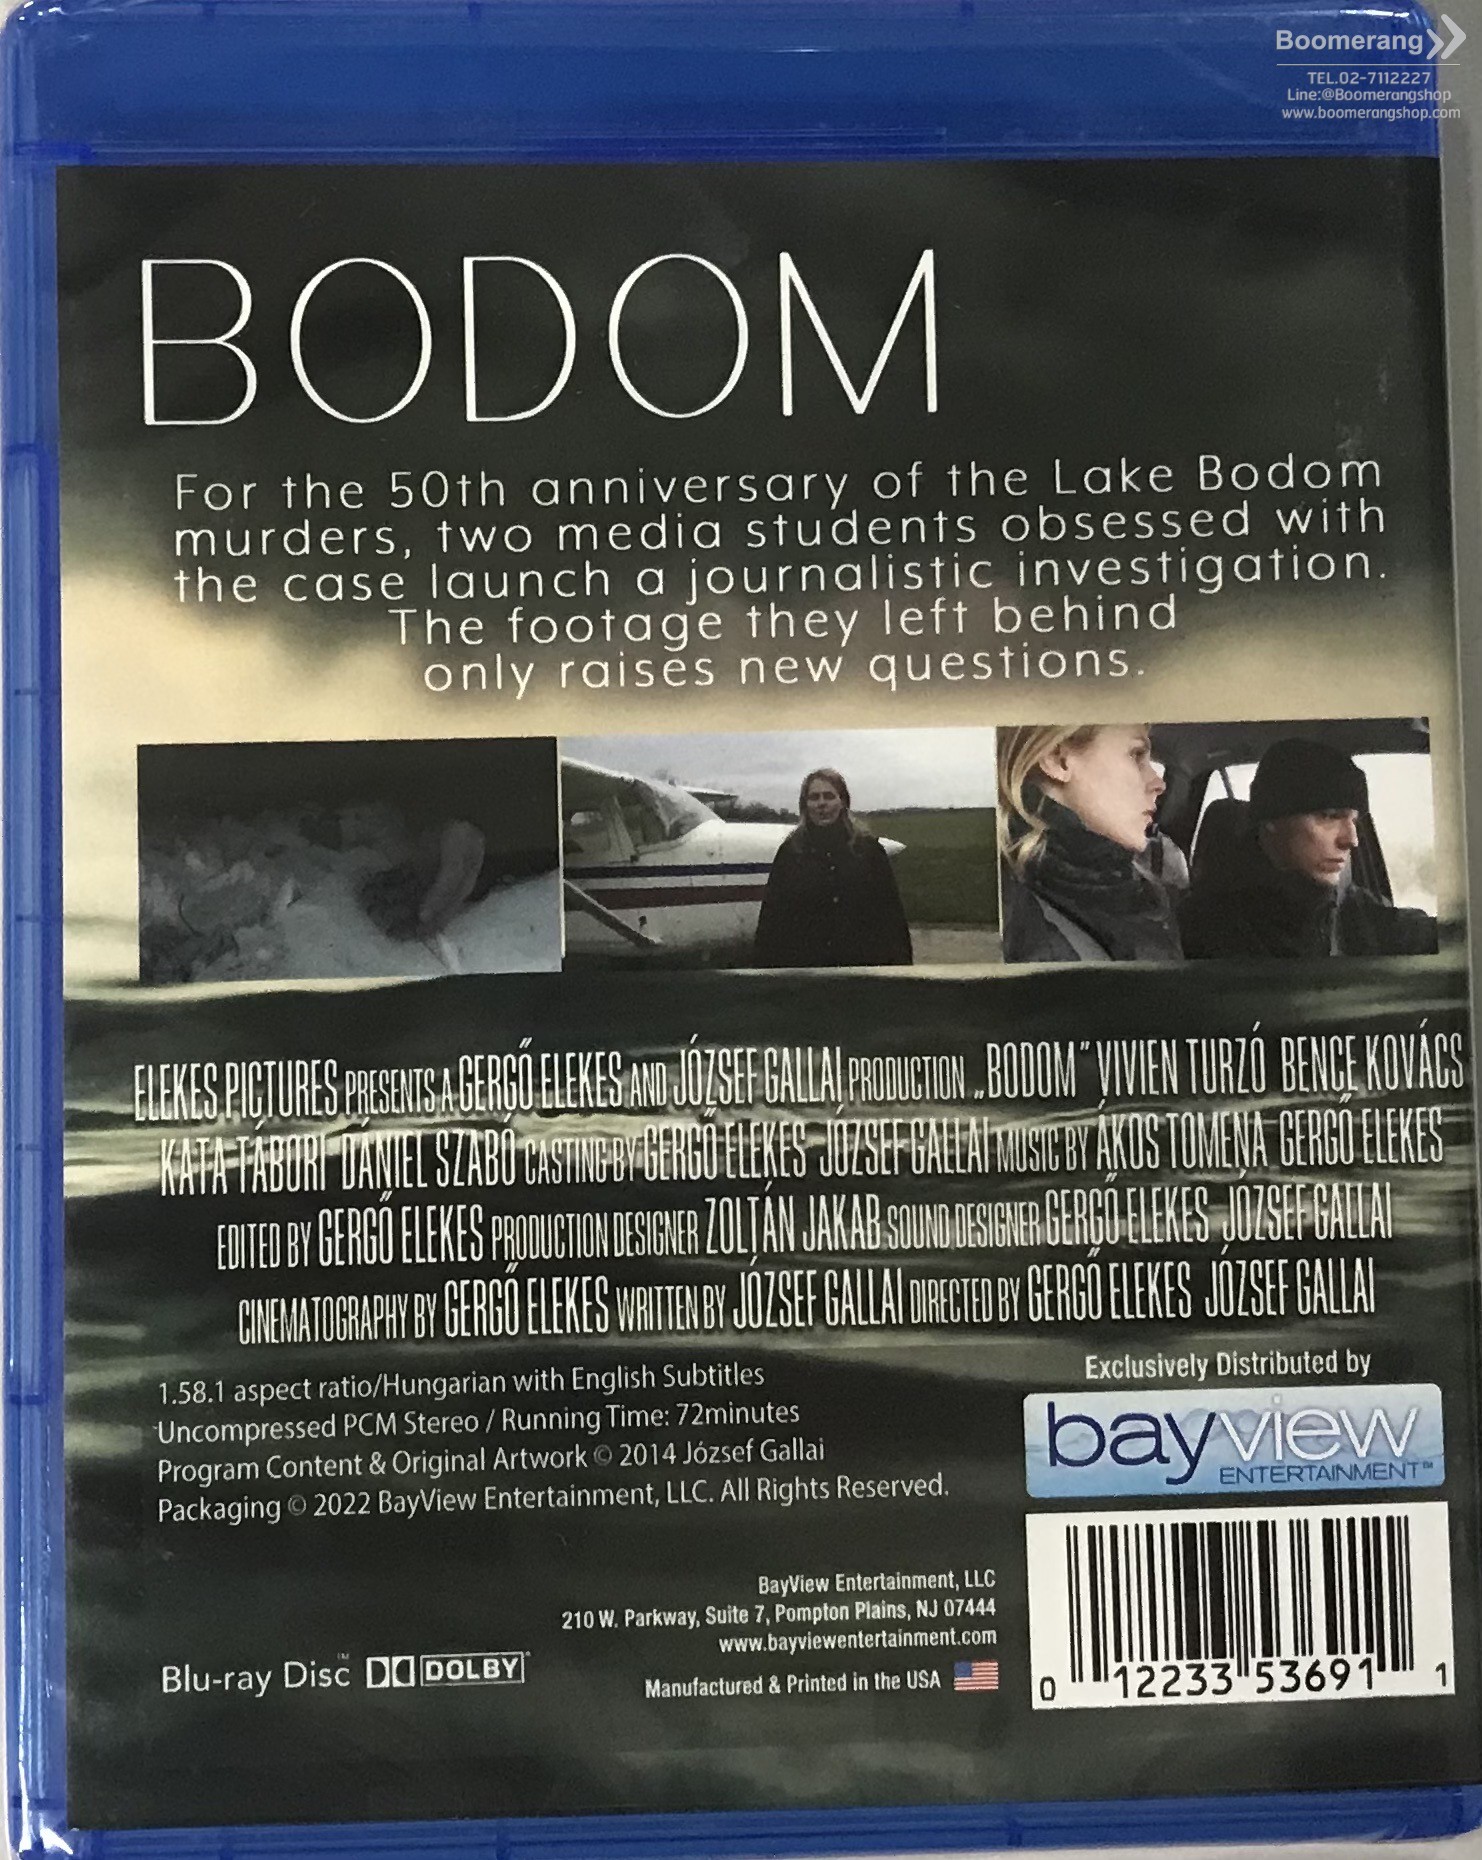 Boomerang
TEL.02-7112227
Line:@Boomerangshop
www.boomerangshop.com
BODOM
For the 50th anniversary of the Lake Bodom
murders, two media students obsessed with
the case launch a journalistic investigation.
The footage they left behind
only raises new questions.
ELEKES PICTURES PRESENTS A GERGŐ ELEKES AND JÓZSEF GALLAI PRODUCTION „BODOM” VIVIEN TURZÓ BENCE KOVÁCS
KATA TÁBORI DÁNIEL SZABÓ CASTING BY GERGŐ ELEKES JÓZSEF GALLAI MUSIC BY ÁKOS TOMENA GERGŐ ELEKES
EDITED BY GERGŐ ELEKES PRODUCTION DESIGNER ZOLTÁN JAKAB SOUND DESIGNER GERGŐ ELEKES JÓZSEF GALLAI
CINEMATOGRAPHY BY GERGŐ ELEKES WRITTEN BY JÓZSEF GALLAI DIRECTED BY GERGŐ ELEKES JÓZSEF GALLAI
1.58.1 aspect ratio/Hungarian with English Subtitles
Uncompressed PCM Stereo / Running Time: 72minutes
Program Content & Original Artwork © 2014 József Gallai
Packaging © 2022 BayView Entertainment, LLC. All Rights Reserved.
Exclusively Distributed by
bayview
ENTERTAINMENT™
BayView Entertainment, LLC
210 W. Parkway, Suite 7, Pompton Plains, NJ 07444
www.bayviewentertainment.com
Manufactured & Printed in the USA
Blu-ray Disc™ DOLBY
0 12233 53691 1